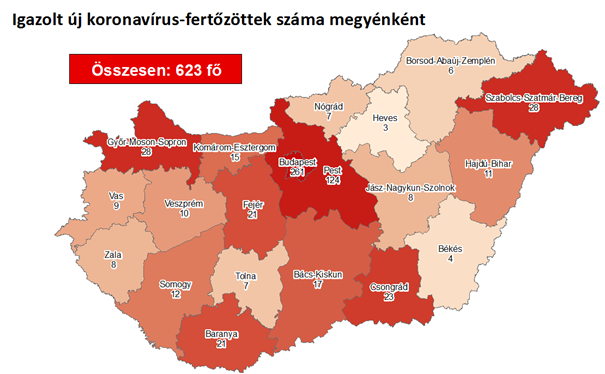 Igazolt új koronavírus-fertőzöttek száma megyénként
Összesen: 623 fő
Borsod-Abaúj-Zemplén
6
Szabolcs-Szatmár-Bereg
28
Nógrád
7
Heves
3
Győr-Moson-Sopron
28
Komárom-Esztergom
15
Budapest
261
Pest
124
Hajdú-Bihar
11
Jász-Nagykun-Szolnok
8
Vas
9
Veszprém
10
Fejér
21
Békés
4
Zala
8
Somogy
12
Tolna
7
Bács-Kiskun
17
Csongrád
23
Baranya
21